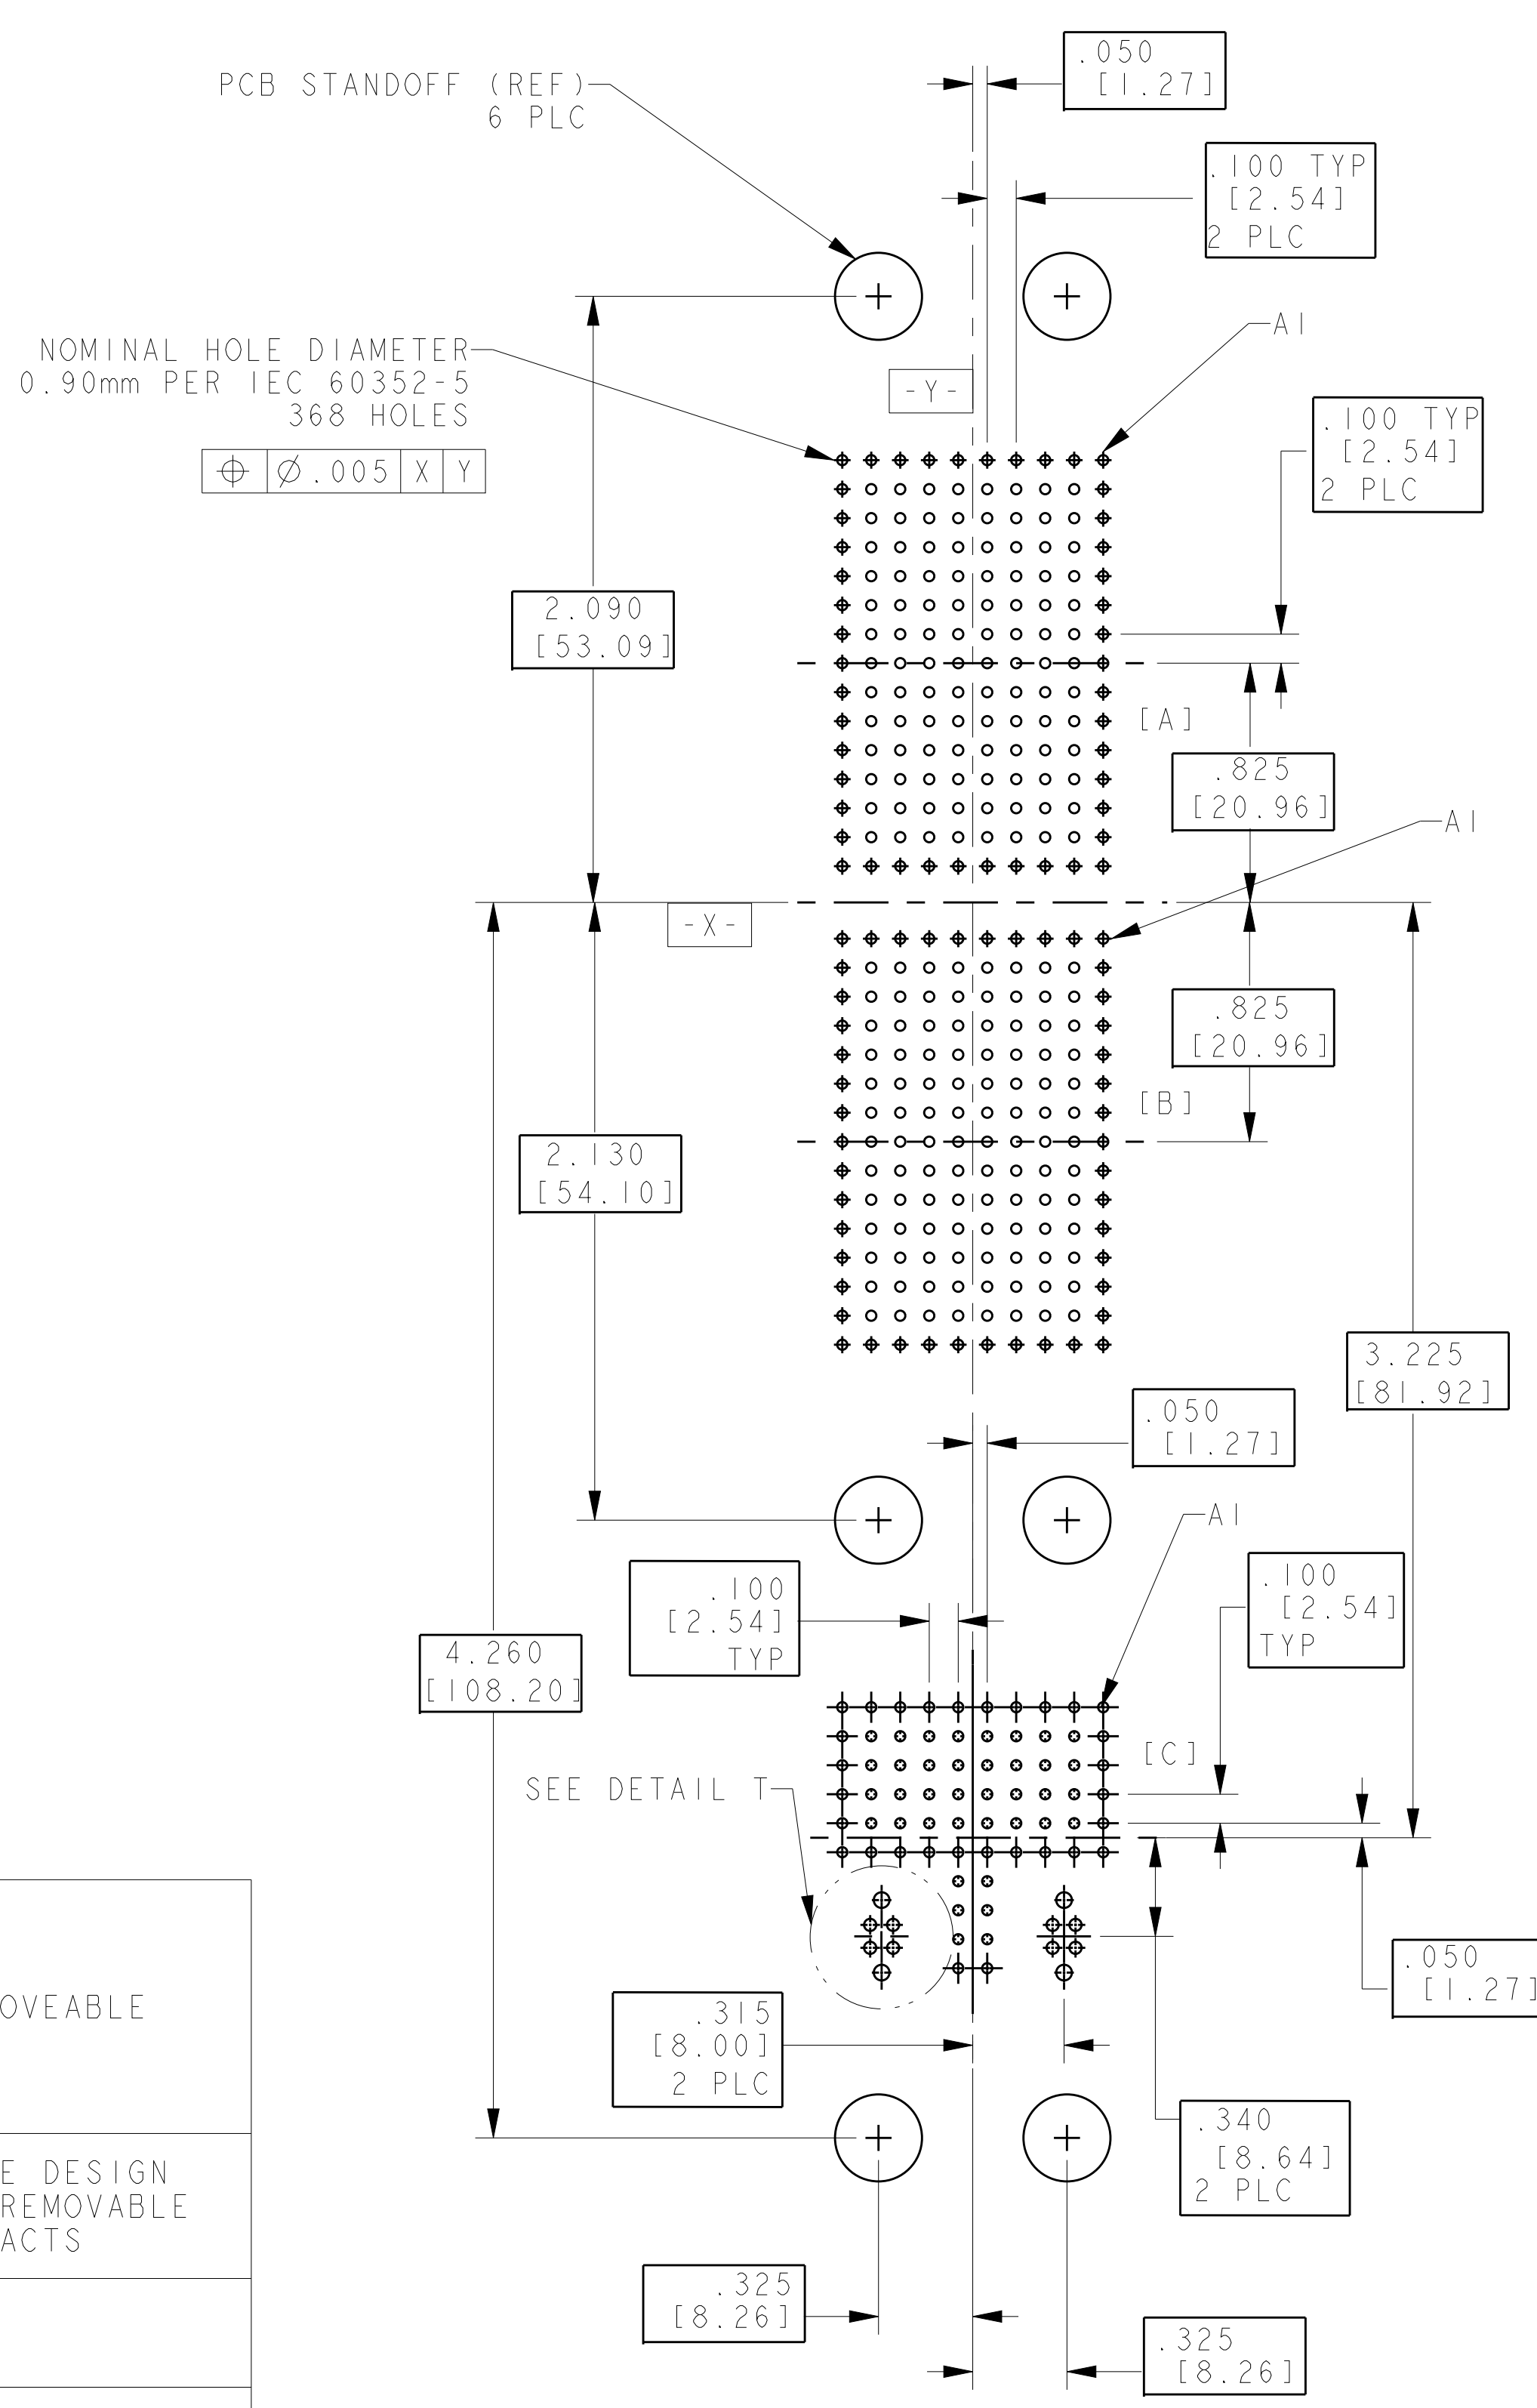 .050
[1.27]
PCB STANDOFF (REF)
6 PLC
.100 TYP
[2.54]
2 PLC
A1
NOMINAL HOLE DIAMETER
0.90mm PER IEC 60352-5
368 HOLES
-Y-
.100 TYP
[2.54]
2 PLC
⌖ Ø.005 X Y
2.090
[53.09]
[A]
.825
[20.96]
A1
-X-
.825
[20.96]
[B]
2.130
[54.10]
3.225
[81.92]
.050
[1.27]
A1
.100
[2.54]
TYP
.100
[2.54]
TYP
4.260
[108.20]
[C]
SEE DETAIL T
.050
[1.27]
OVEABLE
.315
[8.00]
2 PLC
.340
[8.64]
2 PLC
E DESIGN
REMOVABLE
ACTS
.325
[8.26]
.325
[8.26]